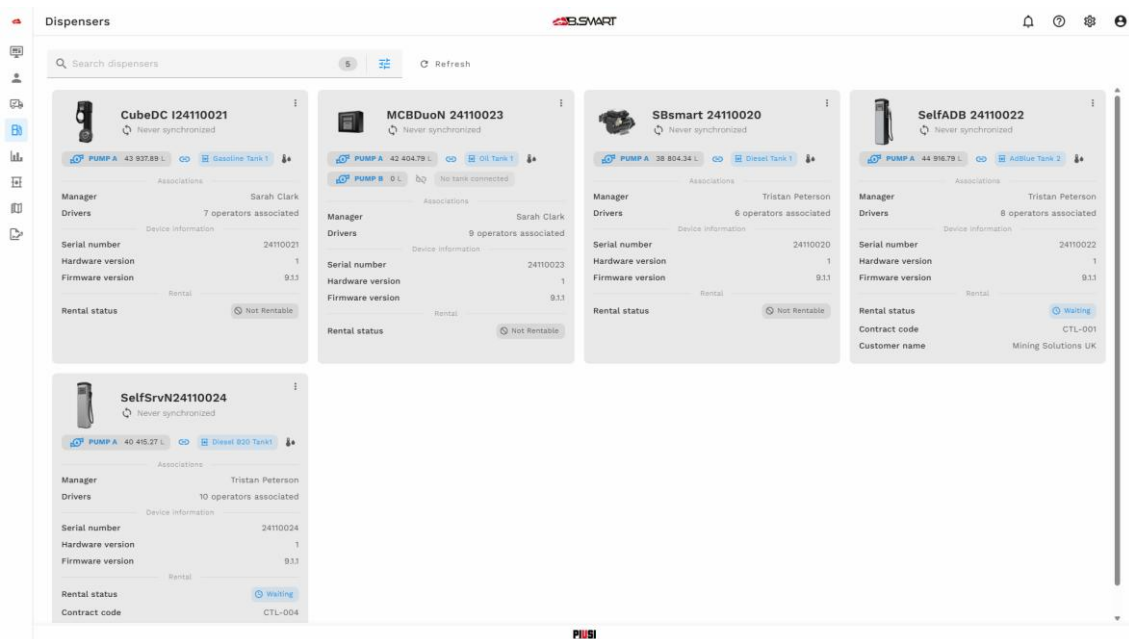 Dispensers
B.SMART
Search dispensers
5
Refresh
CubeDC I24110021
Never synchronized
PUMP A 43 937.89 L
Gasoline Tank 1
Associations
Manager Sarah Clark
Drivers 7 operators associated
Device information
Serial number 24110021
Hardware version 1
Firmware version 9.1.1
Rental
Rental status Not Rentable
MCBDuoN 24110023
Never synchronized
PUMP A 42 404.79 L
Oil Tank 1
PUMP B 0 L
No tank connected
Associations
Manager Sarah Clark
Drivers 9 operators associated
Device information
Serial number 24110023
Hardware version 1
Firmware version 9.1.1
Rental
Rental status Not Rentable
SBsmart 24110020
Never synchronized
PUMP A 38 804.34 L
Diesel Tank 1
Associations
Manager Tristan Peterson
Drivers 6 operators associated
Device information
Serial number 24110020
Hardware version 1
Firmware version 9.1.1
Rental
Rental status Not Rentable
SelfADB 24110022
Never synchronized
PUMP A 44 916.79 L
AdBlue Tank 2
Associations
Manager Tristan Peterson
Drivers 8 operators associated
Device information
Serial number 24110022
Hardware version 1
Firmware version 9.1.1
Rental
Rental status Waiting
Contract code CTL-001
Customer name Mining Solutions UK
SelfSrvN24110024
Never synchronized
PUMP A 40 415.27 L
Diesel B20 Tank1
Associations
Manager Tristan Peterson
Drivers 10 operators associated
Device information
Serial number 24110024
Hardware version 1
Firmware version 9.1.1
Rental
Rental status Waiting
Contract code CTL-004
PIUSI